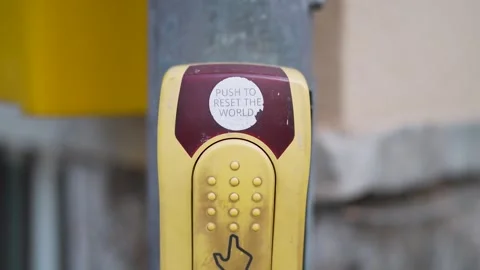 PUSH TO
RESET THE
WORLD